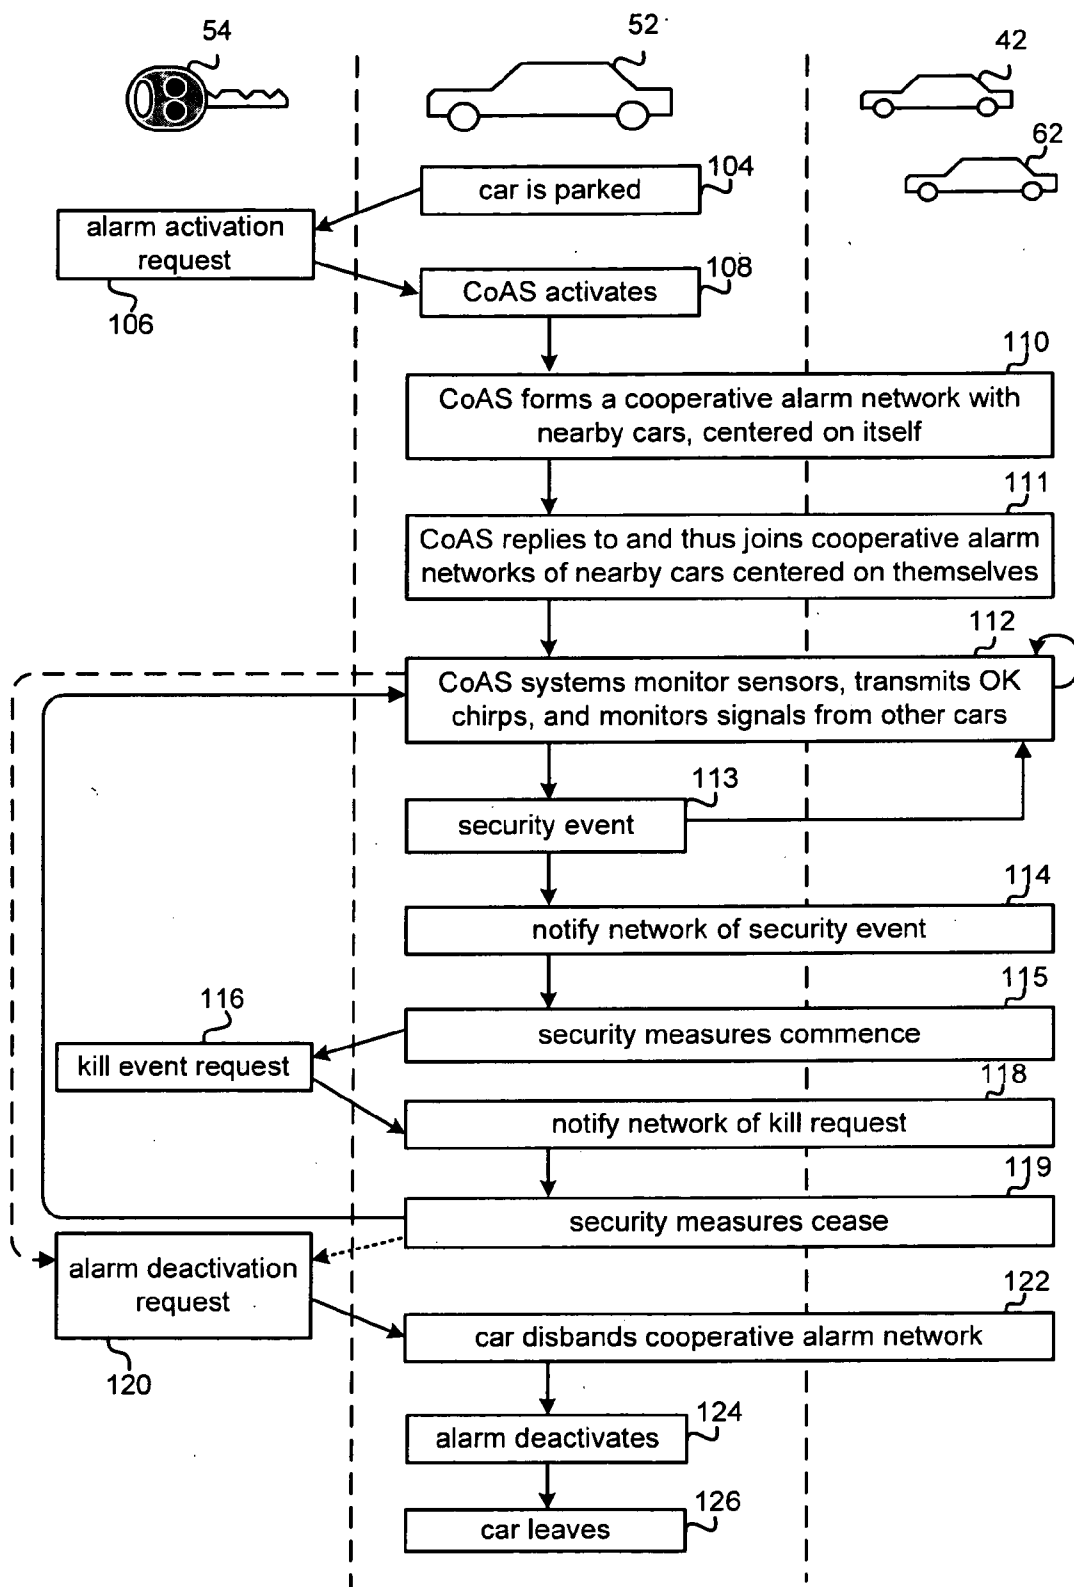 54
52
42
62
104
car is parked
alarm activation
request
106
108
CoAS activates
110
CoAS forms a cooperative alarm network with
nearby cars, centered on itself
111
CoAS replies to and thus joins cooperative alarm
networks of nearby cars centered on themselves
112
CoAS systems monitor sensors, transmits OK
chirps, and monitors signals from other cars
113
security event
114
notify network of security event
115
security measures commence
116
kill event request
118
notify network of kill request
119
security measures cease
alarm deactivation
request
120
122
car disbands cooperative alarm network
124
alarm deactivates
126
car leaves